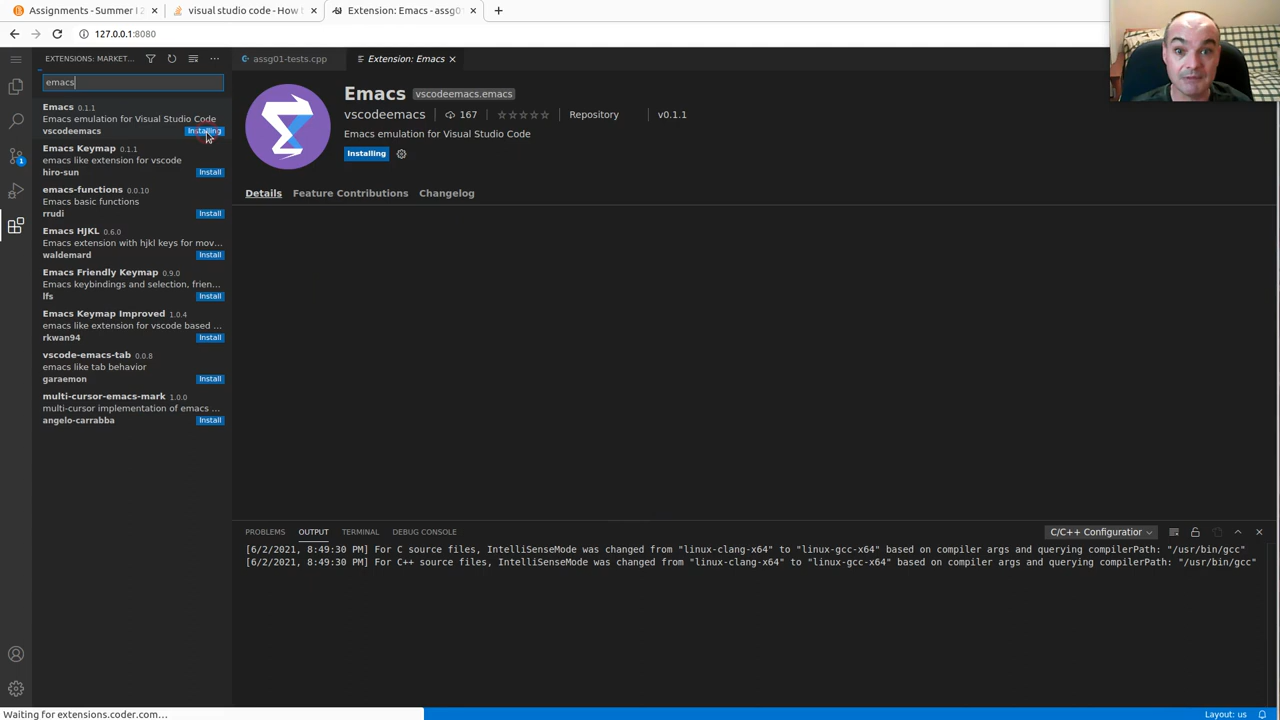 Assignments - Summer I 2
visual studio code - How t
Extension: Emacs - assg01
127.0.0.1:8080
EXTENSIONS: MARKET...
assg01-tests.cpp
Extension: Emacs
emacs
Emacs 0.1.1
Emacs emulation for Visual Studio Code
vscodeemacs
Installing
Emacs Keymap 0.1.1
emacs like extension for vscode
hiro-sun
Install
emacs-functions 0.0.10
Emacs basic functions
rrudi
Install
Emacs HJKL 0.6.0
Emacs extension with hjkl keys for mov...
waldemard
Install
Emacs Friendly Keymap 0.9.0
Emacs keybindings and selection, frien...
lfs
Install
Emacs Keymap Improved 1.0.4
emacs like extension for vscode based ...
rkwan94
Install
vscode-emacs-tab 0.0.8
emacs like tab behavior
garaemon
Install
multi-cursor-emacs-mark 1.0.0
multi-cursor implementation of emacs ...
angelo-carrabba
Install
1
Emacs vscodeemacs.emacs
vscodeemacs 167 Repository v0.1.1
Emacs emulation for Visual Studio Code
Installing
Details Feature Contributions Changelog
PROBLEMS OUTPUT TERMINAL DEBUG CONSOLE
C/C++ Configuration
[6/2/2021, 8:49:30 PM] For C source files, IntelliSenseMode was changed from "linux-clang-x64" to "linux-gcc-x64" based on compiler args and querying compilerPath: "/usr/bin/gcc"
[6/2/2021, 8:49:30 PM] For C++ source files, IntelliSenseMode was changed from "linux-clang-x64" to "linux-gcc-x64" based on compiler args and querying compilerPath: "/usr/bin/gcc"
Waiting for extensions.coder.com...
Layout: us